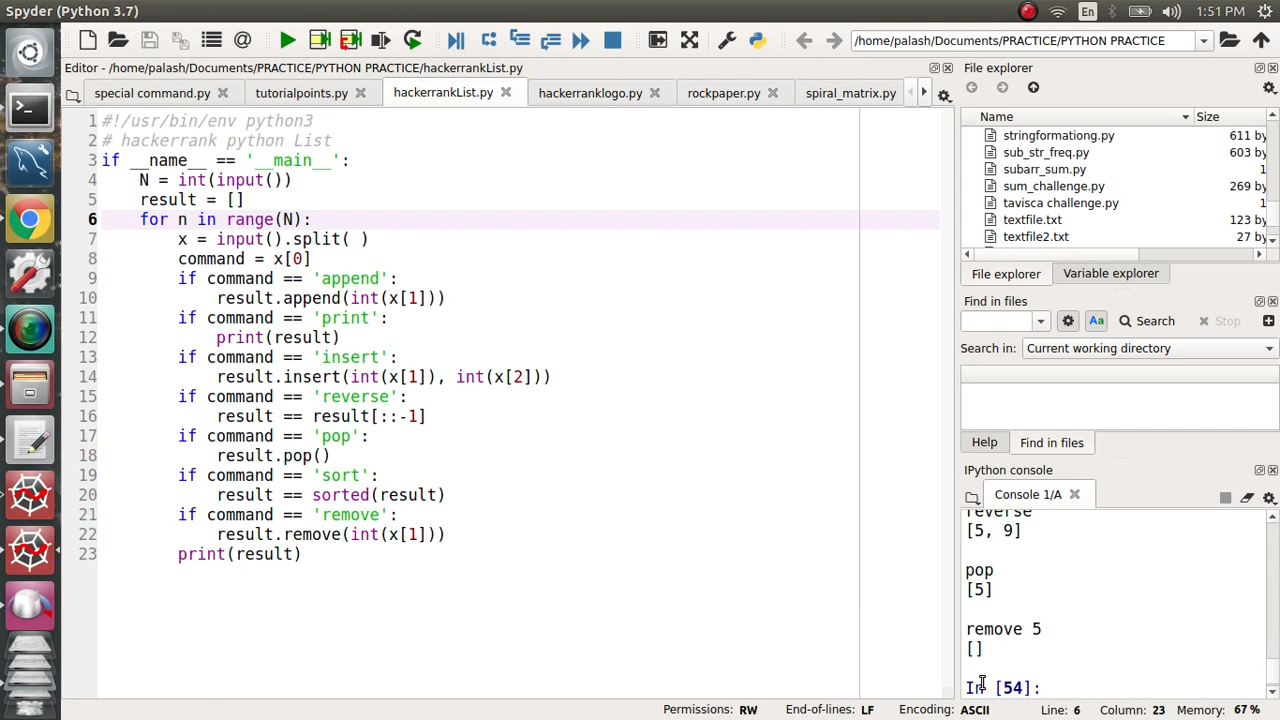 Spyder (Python 3.7)
En
1:51 PM
/home/palash/Documents/PRACTICE/PYTHON PRACTICE
Editor - /home/palash/Documents/PRACTICE/PYTHON PRACTICE/hackerrankList.py
special command.py
tutorialpoints.py
hackerrankList.py
hackerranklogo.py
rockpaper.py
spiral_matrix.py
1 #!/usr/bin/env python3
2 # hackerrank python List
3 if __name__ == '__main__':
4     N = int(input())
5     result = []
6     for n in range(N):
7         x = input().split( )
8         command = x[0]
9         if command == 'append':
10             result.append(int(x[1]))
11         if command == 'print':
12             print(result)
13         if command == 'insert':
14             result.insert(int(x[1]), int(x[2]))
15         if command == 'reverse':
16             result == result[::-1]
17         if command == 'pop':
18             result.pop()
19         if command == 'sort':
20             result == sorted(result)
21         if command == 'remove':
22             result.remove(int(x[1]))
23         print(result)
File explorer
Name Size
stringformationg.py 611 by
sub_str_freq.py 603 by
subarr_sum.py 1
sum_challenge.py 269 by
tavisca challenge.py 1
textfile.txt 123 by
textfile2.txt 27 by
File explorer Variable explorer
Find in files
Aa Search Stop
Search in: Current working directory
Help Find in files
IPython console
Console 1/A
reverse
[5, 9]
pop
[5]
remove 5
[]
In [54]:
Permissions: RW End-of-lines: LF Encoding: ASCII Line: 6 Column: 23 Memory: 67 %